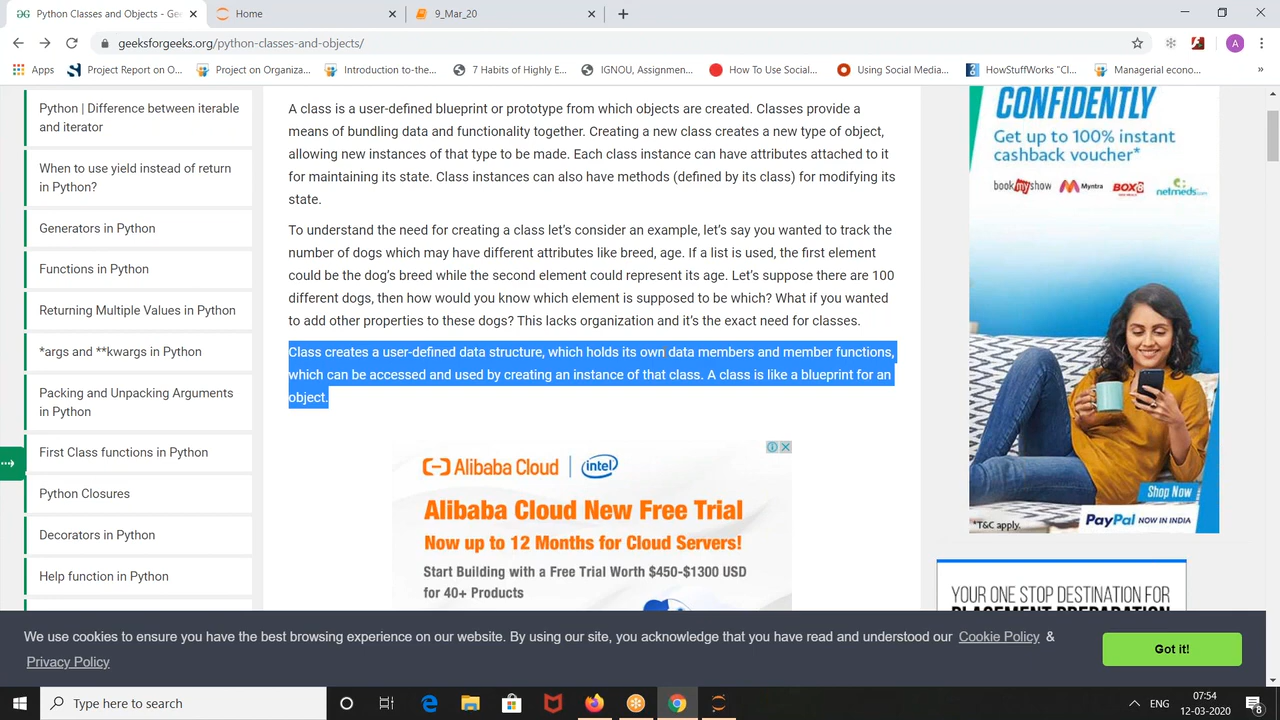 Python Classes and Objects - Gee
Home
9_Mar_20
geeksforgeeks.org/python-classes-and-objects/
A
Apps
Project Report on O...
Project on Organiza...
Introduction to-the...
7 Habits of Highly E...
IGNOU, Assignmen...
How To Use Social...
Using Social Media...
HowStuffWorks "Cl...
Managerial econo...
»
Python | Difference between iterable
and iterator
When to use yield instead of return
in Python?
Generators in Python
Functions in Python
Returning Multiple Values in Python
*args and **kwargs in Python
Packing and Unpacking Arguments
in Python
First Class functions in Python
Python Closures
Decorators in Python
Help function in Python
A class is a user-defined blueprint or prototype from which objects are created. Classes provide a
means of bundling data and functionality together. Creating a new class creates a new type of object,
allowing new instances of that type to be made. Each class instance can have attributes attached to it
for maintaining its state. Class instances can also have methods (defined by its class) for modifying its
state.
To understand the need for creating a class let's consider an example, let's say you wanted to track the
number of dogs which may have different attributes like breed, age. If a list is used, the first element
could be the dog's breed while the second element could represent its age. Let's suppose there are 100
different dogs, then how would you know which element is supposed to be which? What if you wanted
to add other properties to these dogs? This lacks organization and it's the exact need for classes.
Class creates a user-defined data structure, which holds its own data members and member functions,
which can be accessed and used by creating an instance of that class. A class is like a blueprint for an
object.
Alibaba Cloud | intel
Alibaba Cloud New Free Trial
Now up to 12 Months for Cloud Servers!
Start Building with a Free Trial Worth $450-$1300 USD
for 40+ Products
CONFIDENTLY
Get up to 100% instant
cashback voucher*
bookmyshow
Myntra
BOX8
netmeds.com
Shop Now
*T&C apply.
PayPal NOW IN INDIA
YOUR ONE STOP DESTINATION FOR
PLACEMENT PREPARATION
We use cookies to ensure you have the best browsing experience on our website. By using our site, you acknowledge that you have read and understood our Cookie Policy &
Privacy Policy
Got it!
Type here to search
ENG
07:54
12-03-2020
8